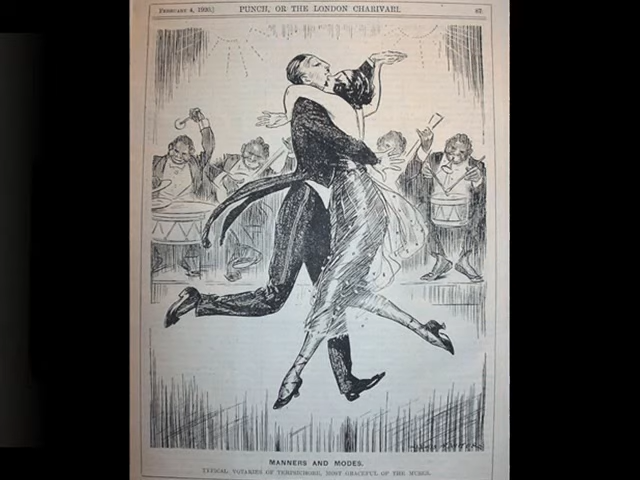 February 4, 1920.] PUNCH, OR THE LONDON CHARIVARI.
MANNERS AND MODES.
TYPICAL VOTARIES OF TERPSICHORE, MOST GRACEFUL OF THE MUSES.